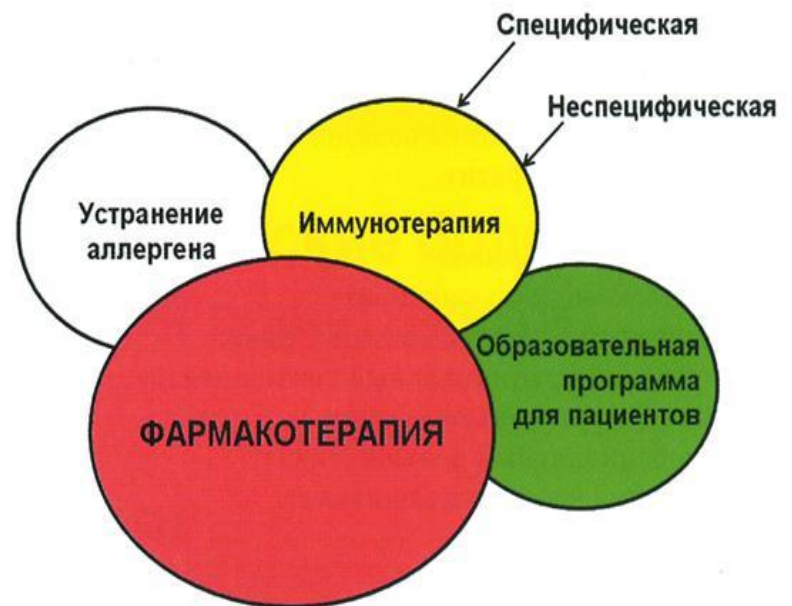 Специфическая
Неспецифическая
Устранение
аллергена
Иммунотерапия
Образовательная
программа
для пациентов
ФАРМАКОТЕРАПИЯ